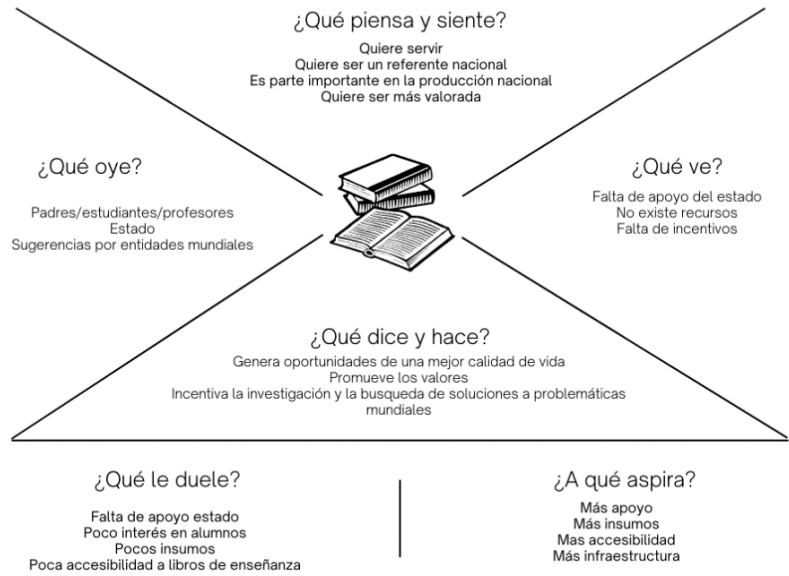 ¿Qué piensa y siente?
Quiere servir
Quiere ser un referente nacional
Es parte importante en la producción nacional
Quiere ser más valorada
¿Qué oye?
Padres/estudiantes/profesores
Estado
Sugerencias por entidades mundiales
¿Qué ve?
Falta de apoyo del estado
No existe recursos
Falta de incentivos
¿Qué dice y hace?
Genera oportunidades de una mejor calidad de vida
Promueve los valores
Incentiva la investigación y la busqueda de soluciones a problemáticas
mundiales
¿Qué le duele?
Falta de apoyo estado
Poco interés en alumnos
Pocos insumos
Poca accesibilidad a libros de enseñanza
¿A qué aspira?
Más apoyo
Más insumos
Mas accesibilidad
Más infraestructura